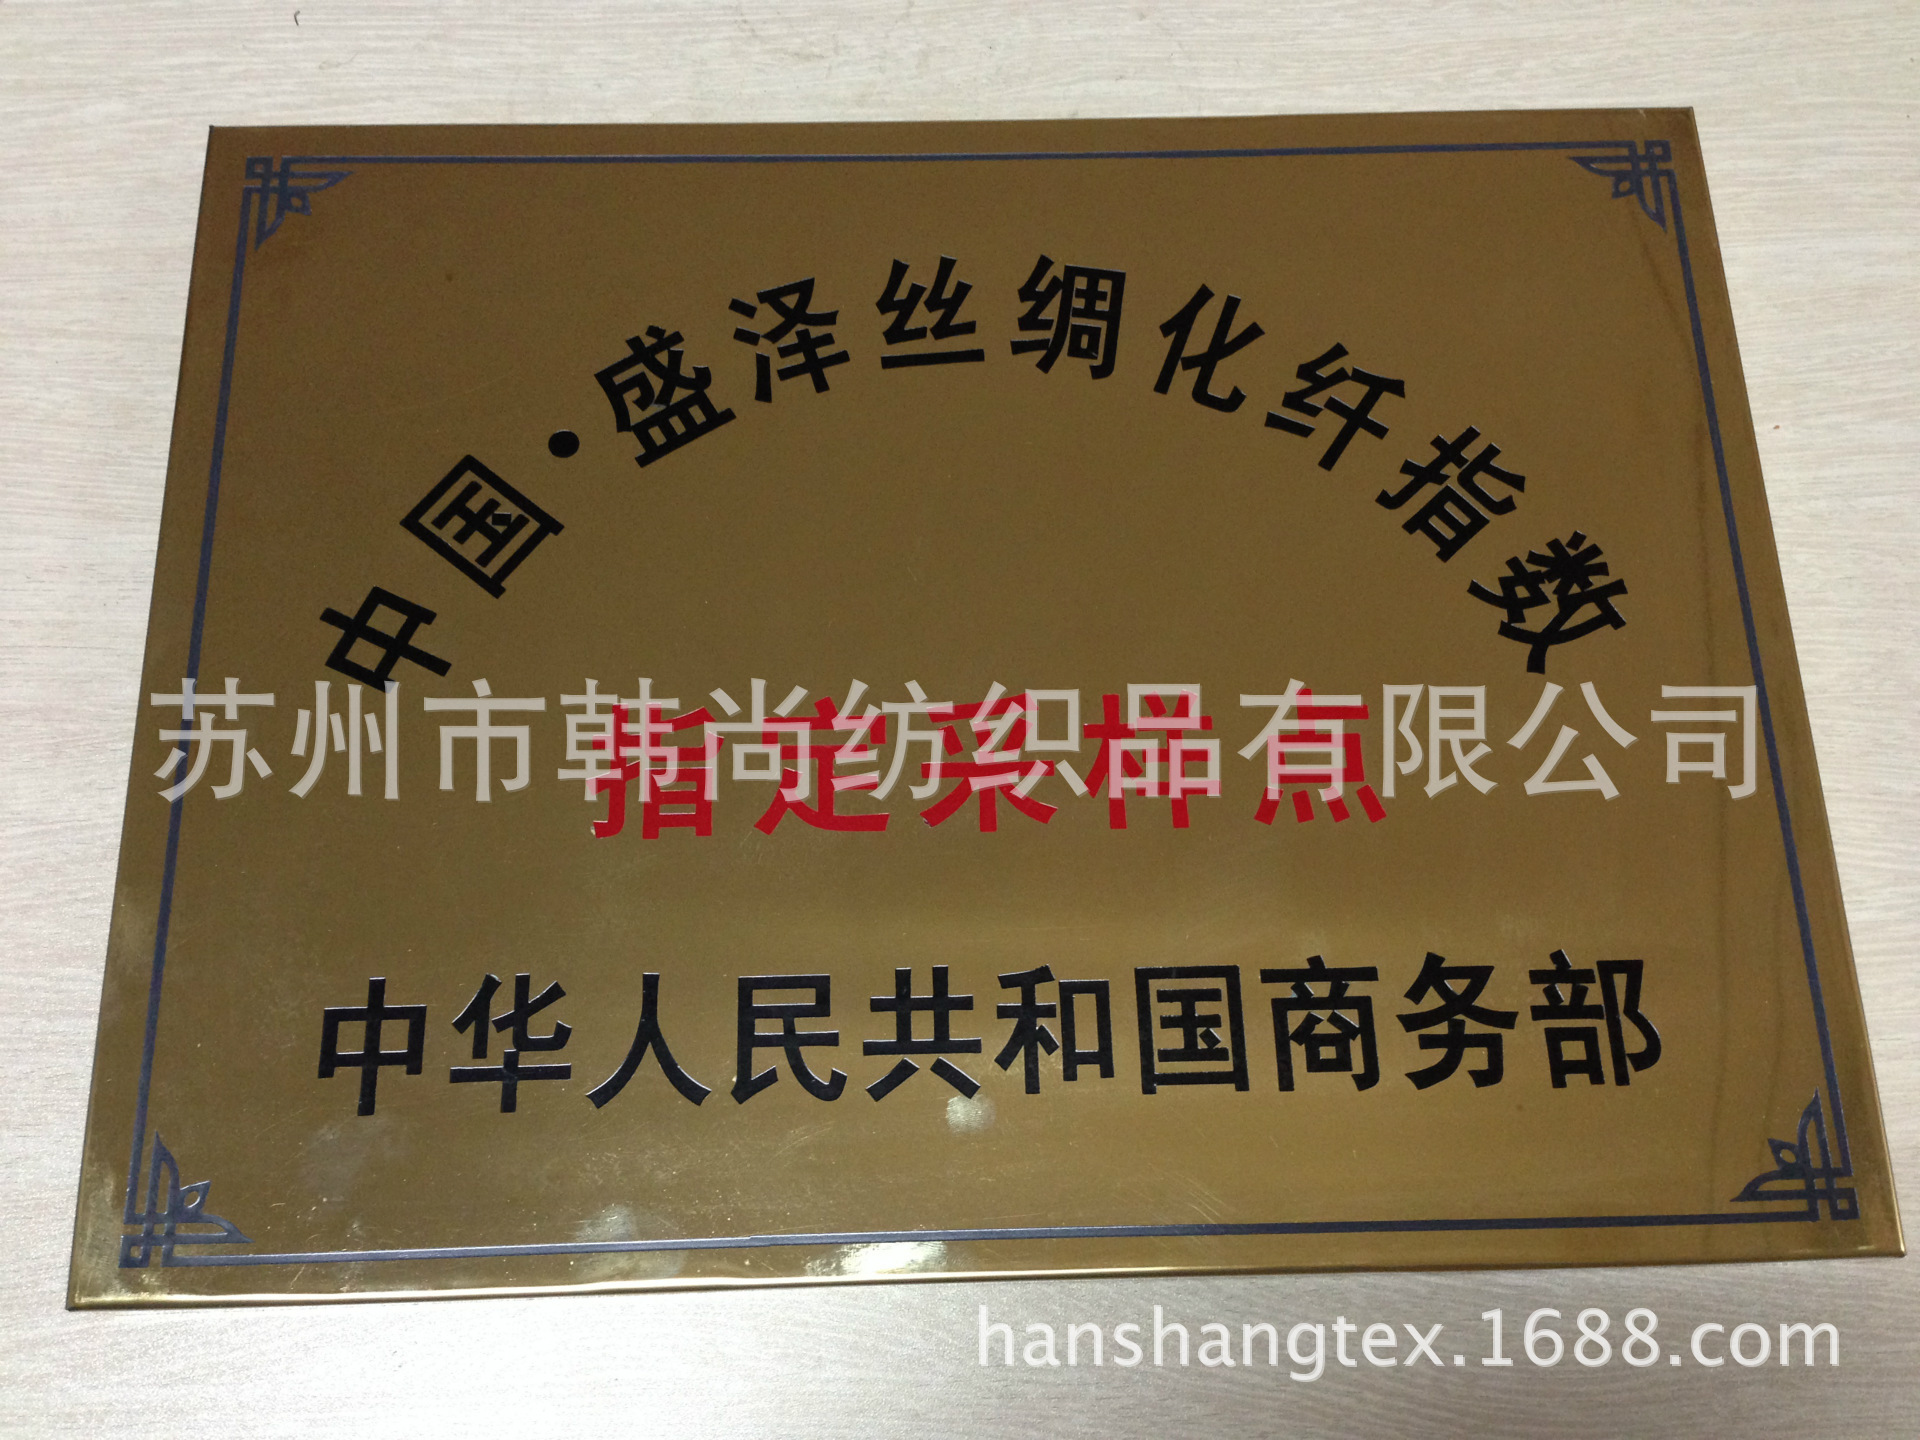 中国·盛泽丝绸化纤指数
苏州市韩尚纺织品有限公司
指定采样点
中华人民共和国商务部
hanshangtex.1688.com